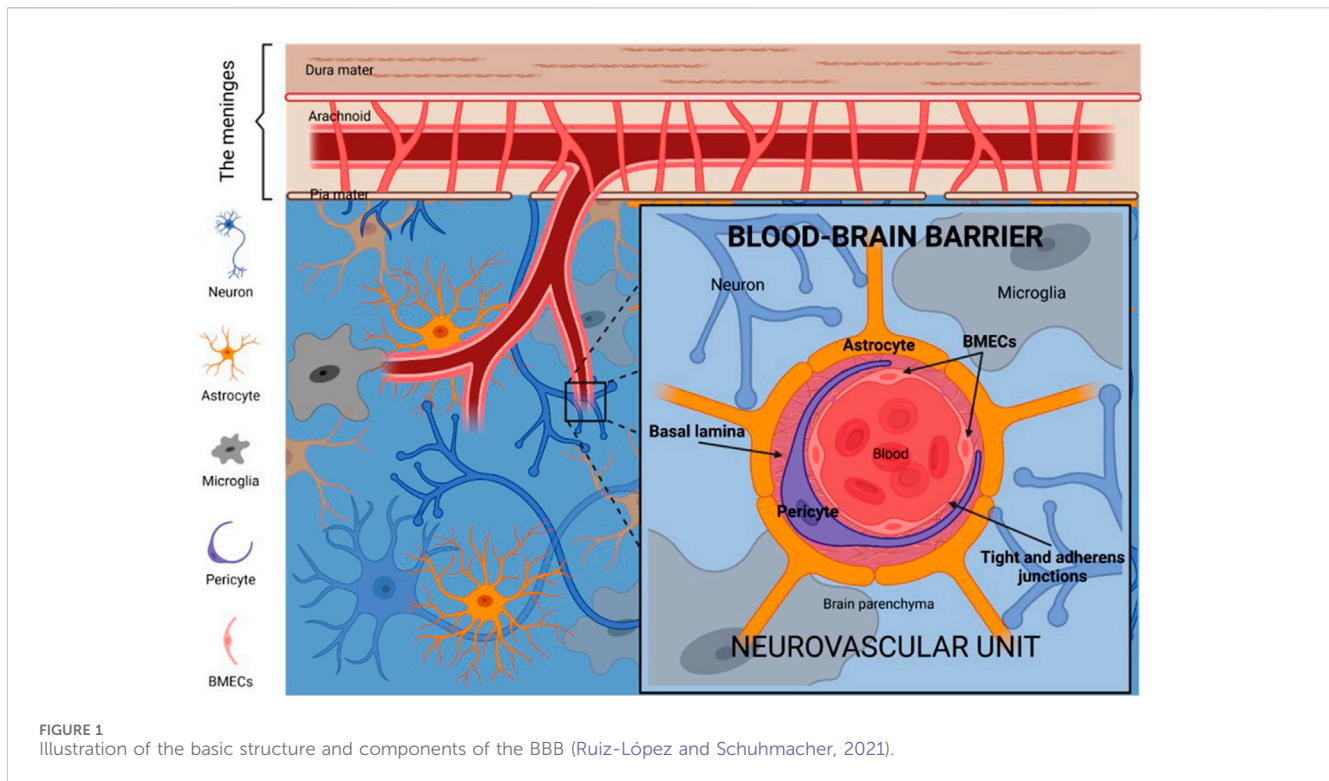 The meninges
Dura mater
Arachnoid
Pia mater
Neuron
Astrocyte
Microglia
Pericyte
BMECs
BLOOD-BRAIN BARRIER
Neuron
Microglia
Astrocyte
BMECs
Basal lamina
Blood
Pericyte
Tight and adherens
junctions
Brain parenchyma
NEUROVASCULAR UNIT
FIGURE 1
Illustration of the basic structure and components of the BBB (Ruiz-López and Schuhmacher, 2021).